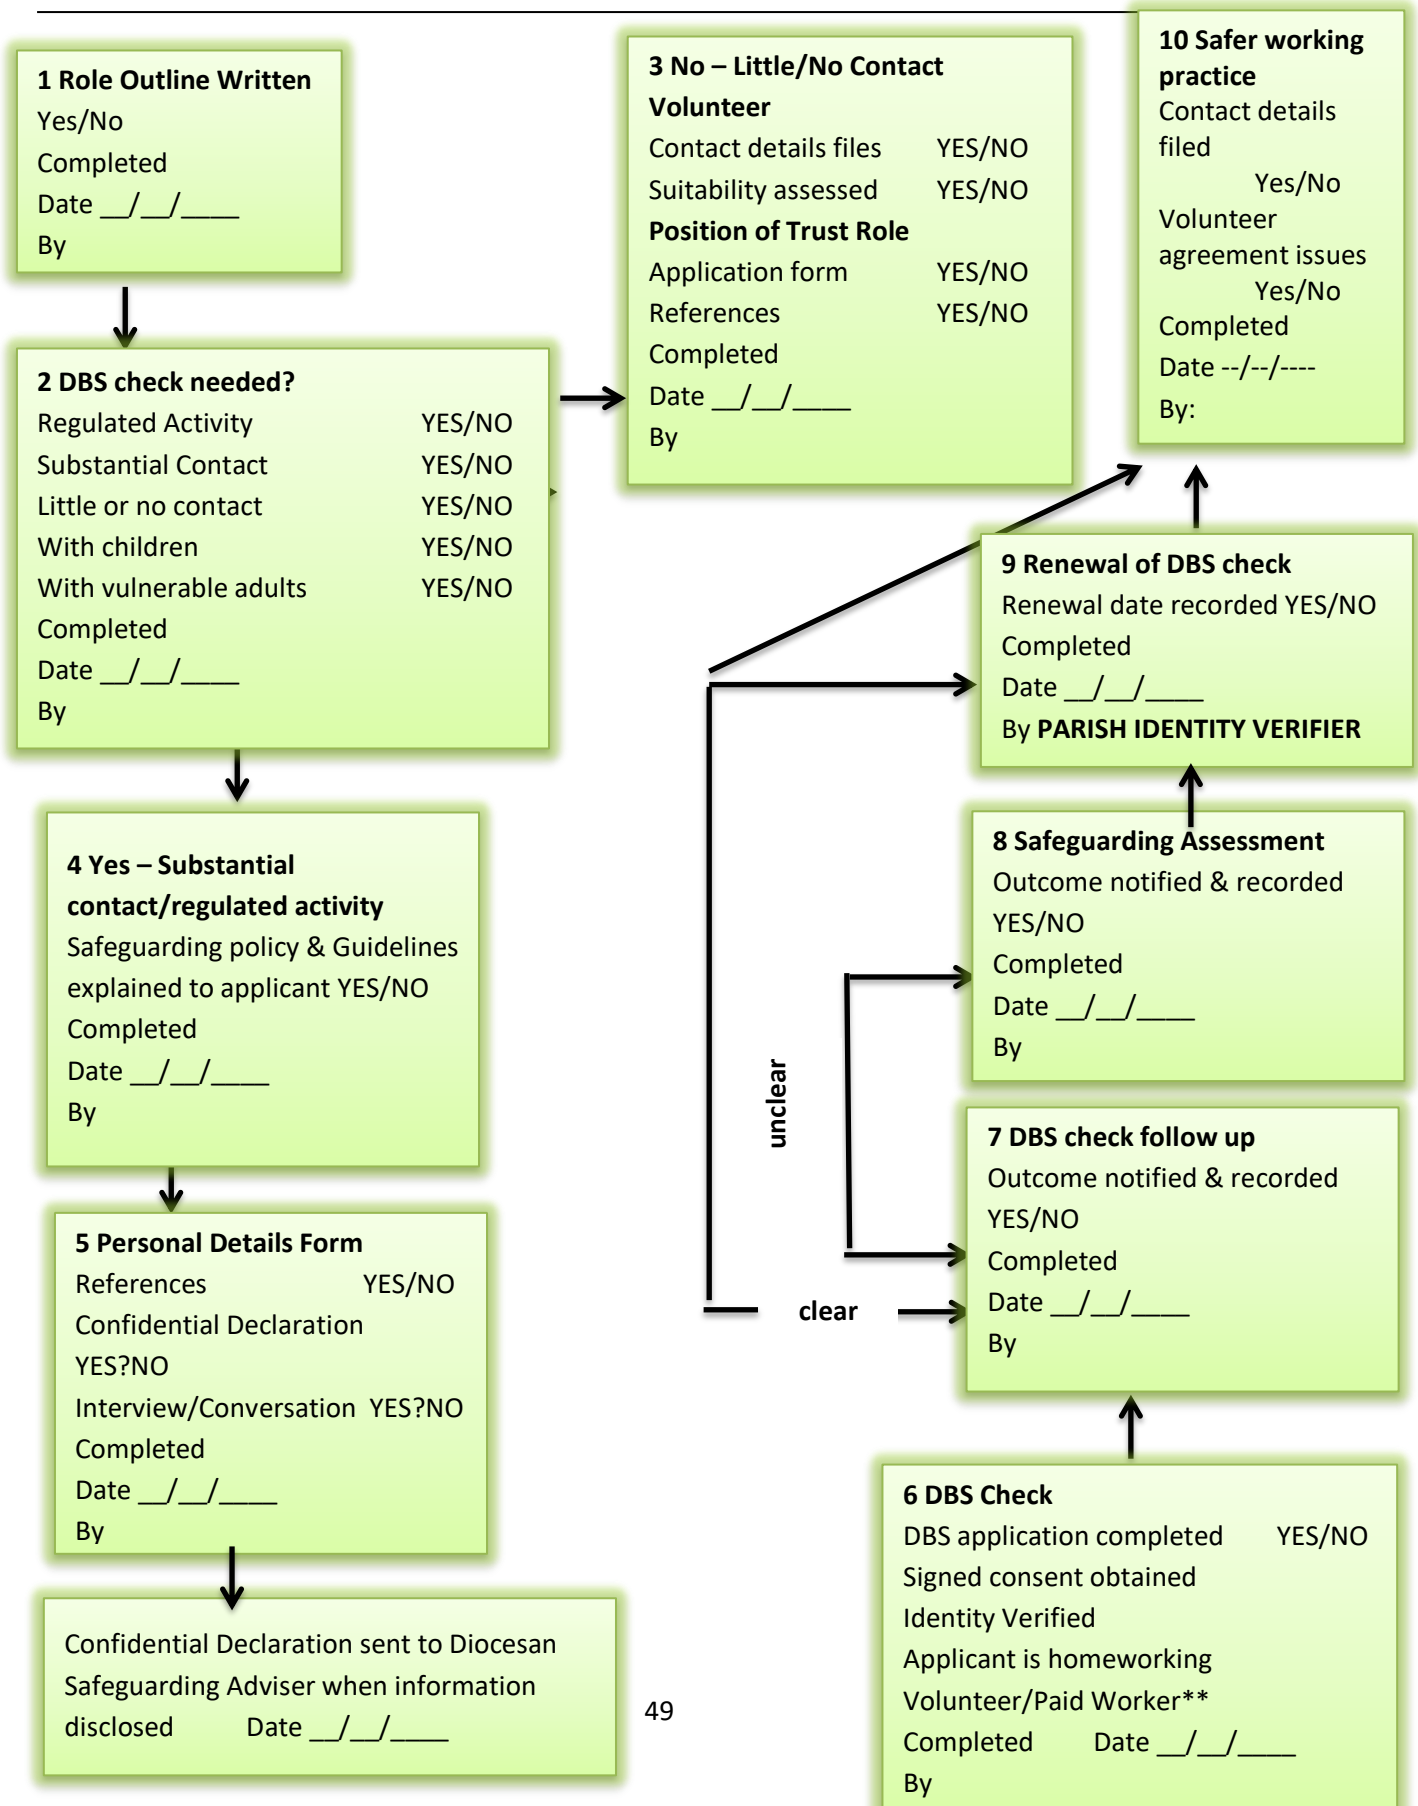 1 Role Outline Written
Yes/No
Completed
Date __/__/____
By
2 DBS check needed?
Regulated Activity YES/NO
Substantial Contact YES/NO
Little or no contact YES/NO
With children YES/NO
With vulnerable adults YES/NO
Completed
Date __/__/____
By
3 No – Little/No Contact
Volunteer
Contact details files YES/NO
Suitability assessed YES/NO
Position of Trust Role
Application form YES/NO
References YES/NO
Completed
Date __/__/____
By
4 Yes – Substantial
contact/regulated activity
Safeguarding policy & Guidelines
explained to applicant YES/NO
Completed
Date __/__/____
By
5 Personal Details Form
References YES/NO
Confidential Declaration
YES?NO
Interview/Conversation YES?NO
Completed
Date __/__/____
By
Confidential Declaration sent to Diocesan
Safeguarding Adviser when information
disclosed Date __/__/____
6 DBS Check
DBS application completed YES/NO
Signed consent obtained
Identity Verified
Applicant is homeworking
Volunteer/Paid Worker**
Completed Date __/__/____
By
7 DBS check follow up
Outcome notified & recorded
YES/NO
Completed
Date __/__/____
By
clear
unclear
8 Safeguarding Assessment
Outcome notified & recorded
YES/NO
Completed
Date __/__/____
By
9 Renewal of DBS check
Renewal date recorded YES/NO
Completed
Date __/__/____
By PARISH IDENTITY VERIFIER
10 Safer working
practice
Contact details
filed
Yes/No
Volunteer
agreement issues
Yes/No
Completed
Date --/--/----
By:
49